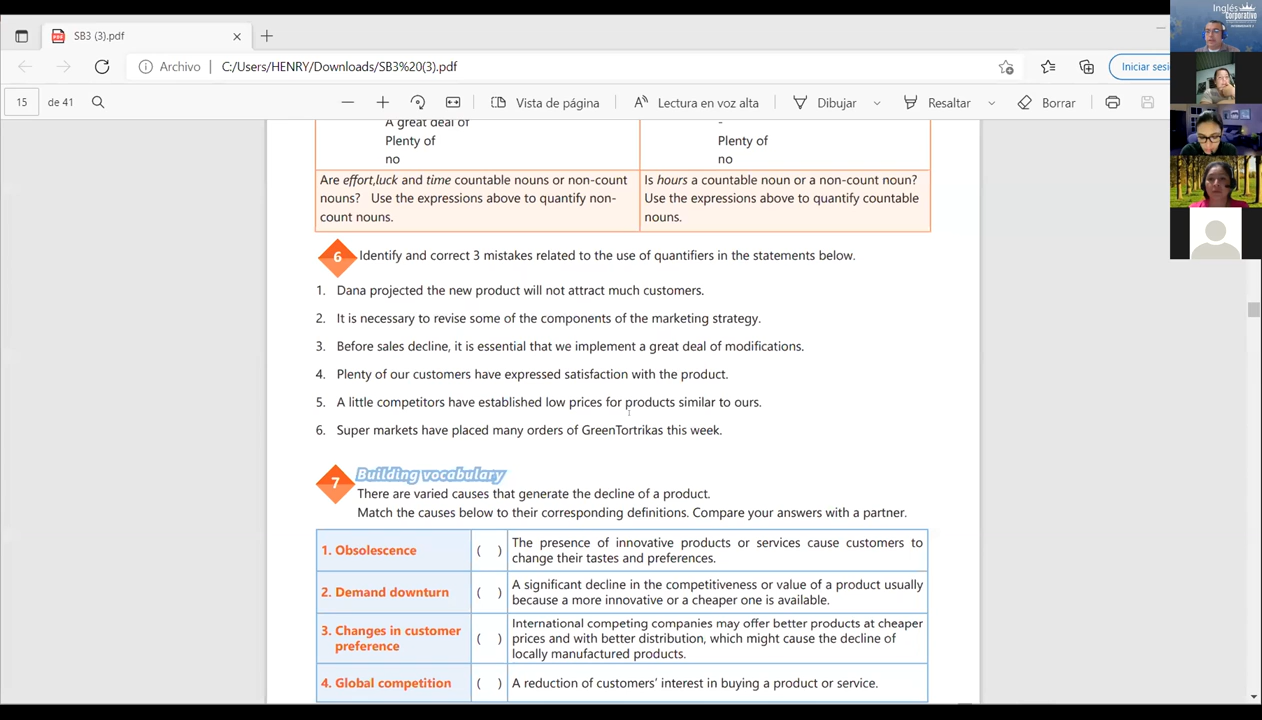 SB3 (3).pdf
Archivo
C:/Users/HENRY/Downloads/SB3%20(3).pdf
Iniciar sesi
15
de 41
Vista de página
Lectura en voz alta
Dibujar
Resaltar
Borrar
Inglés
Corporativo
A great deal of
Plenty of
no
-
Plenty of
no
Are effort,luck and time countable nouns or non-count
nouns? Use the expressions above to quantify non-
count nouns.
Is hours a countable noun or a non-count noun?
Use the expressions above to quantify countable
nouns.
6 Identify and correct 3 mistakes related to the use of quantifiers in the statements below.
1. Dana projected the new product will not attract much customers.
2. It is necessary to revise some of the components of the marketing strategy.
3. Before sales decline, it is essential that we implement a great deal of modifications.
4. Plenty of our customers have expressed satisfaction with the product.
5. A little competitors have established low prices for products similar to ours.
6. Super markets have placed many orders of GreenTortrikas this week.
7 Building vocabulary
There are varied causes that generate the decline of a product.
Match the causes below to their corresponding definitions. Compare your answers with a partner.
1. Obsolescence ( ) The presence of innovative products or services cause customers to
change their tastes and preferences.
2. Demand downturn ( ) A significant decline in the competitiveness or value of a product usually
because a more innovative or a cheaper one is available.
3. Changes in customer
preference
( )
International competing companies may offer better products at cheaper
prices and with better distribution, which might cause the decline of
locally manufactured products.
4. Global competition ( ) A reduction of customers' interest in buying a product or service.